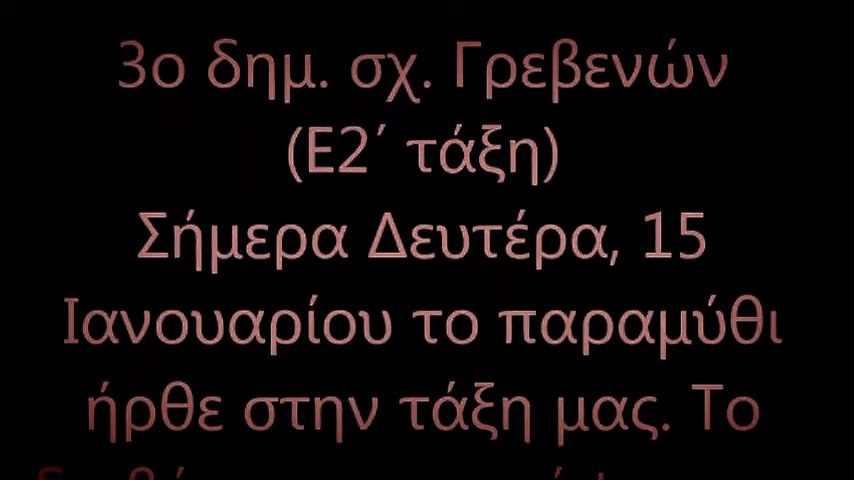 3ο δημ. σχ. Γρεβενών
(Ε2΄ τάξη)
Σήμερα Δευτέρα, 15
Ιανουαρίου το παραμύθι
ήρθε στην τάξη μας. Το